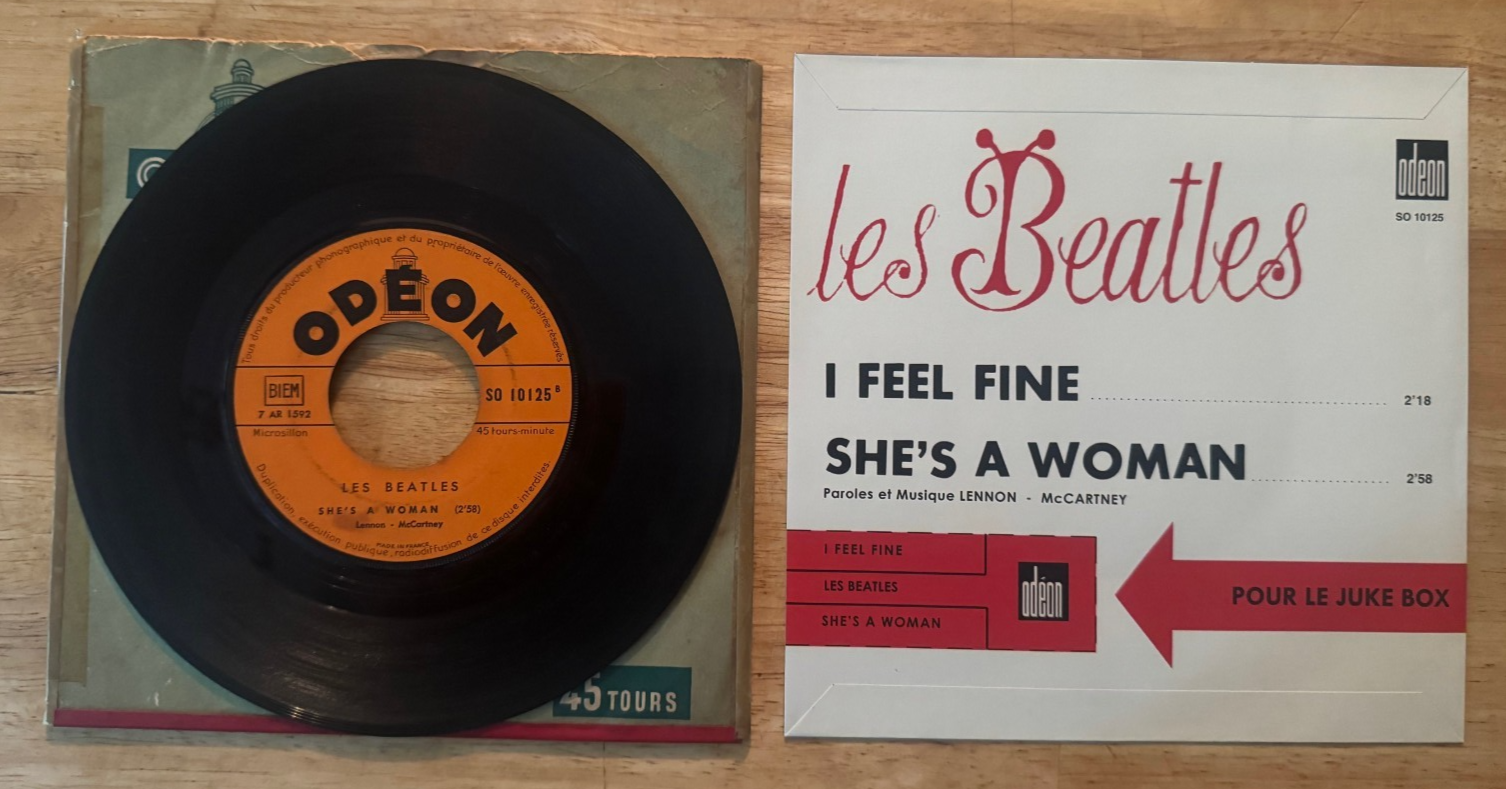 Tous droits du producteur phonographique et du propriétaire de l'œuvre enregistrée réservés
ODÉON
BIEM
7 AR 1592
SO 10125 B
Microsillon
45 tours-minute
LES BEATLES
SHE'S A WOMAN (2'58)
Lennon - McCartney
MADE IN FRANCE
Duplication, exécution publique, radiodiffusion de ce disque interdites.
45 TOURS
les Beatles
odeon
SO 10125
I FEEL FINE 2'18
SHE'S A WOMAN 2'58
Paroles et Musique LENNON - McCARTNEY
I FEEL FINE
LES BEATLES
SHE'S A WOMAN
odéon
POUR LE JUKE BOX